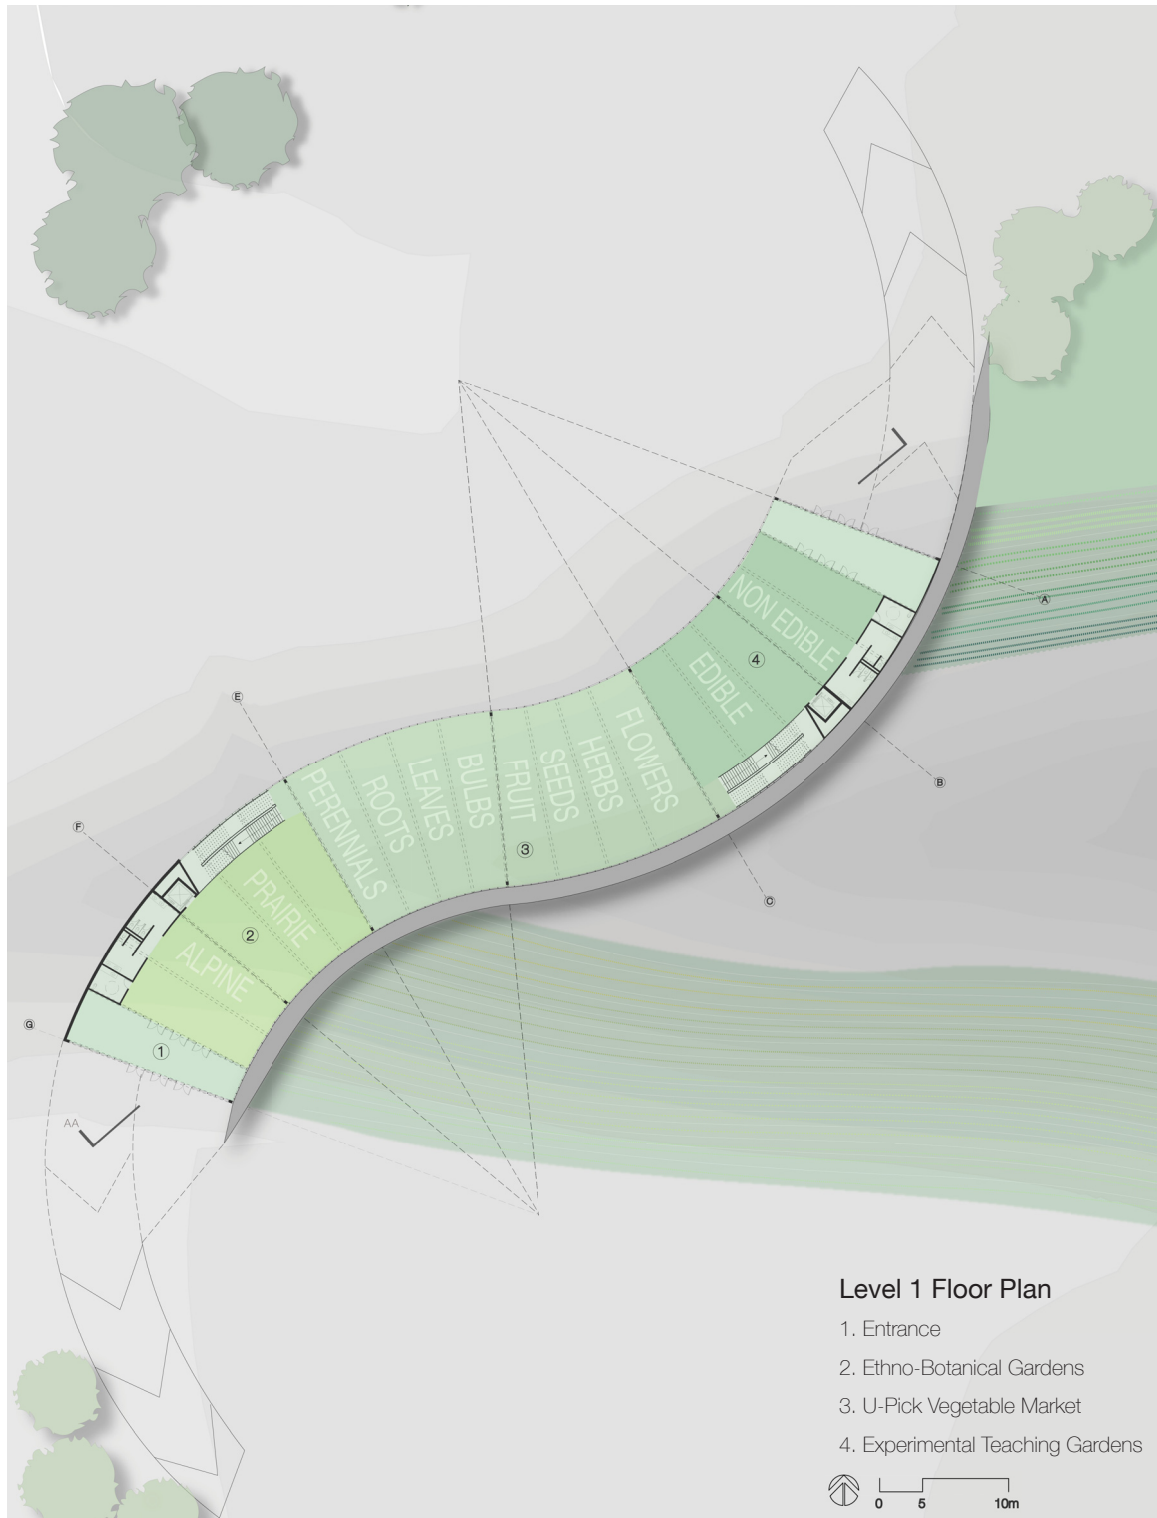 A
NON EDIBLE
4
EDIBLE
E
FLOWERS
HERBS
SEEDS
FRUIT
BULBS
LEAVES
ROOTS
PERENNIALS
B
F
3
C
PRAIRIE
2
ALPINE
G
1
AA
Level 1 Floor Plan
1. Entrance
2. Ethno-Botanical Gardens
3. U-Pick Vegetable Market
4. Experimental Teaching Gardens
0 5 10m